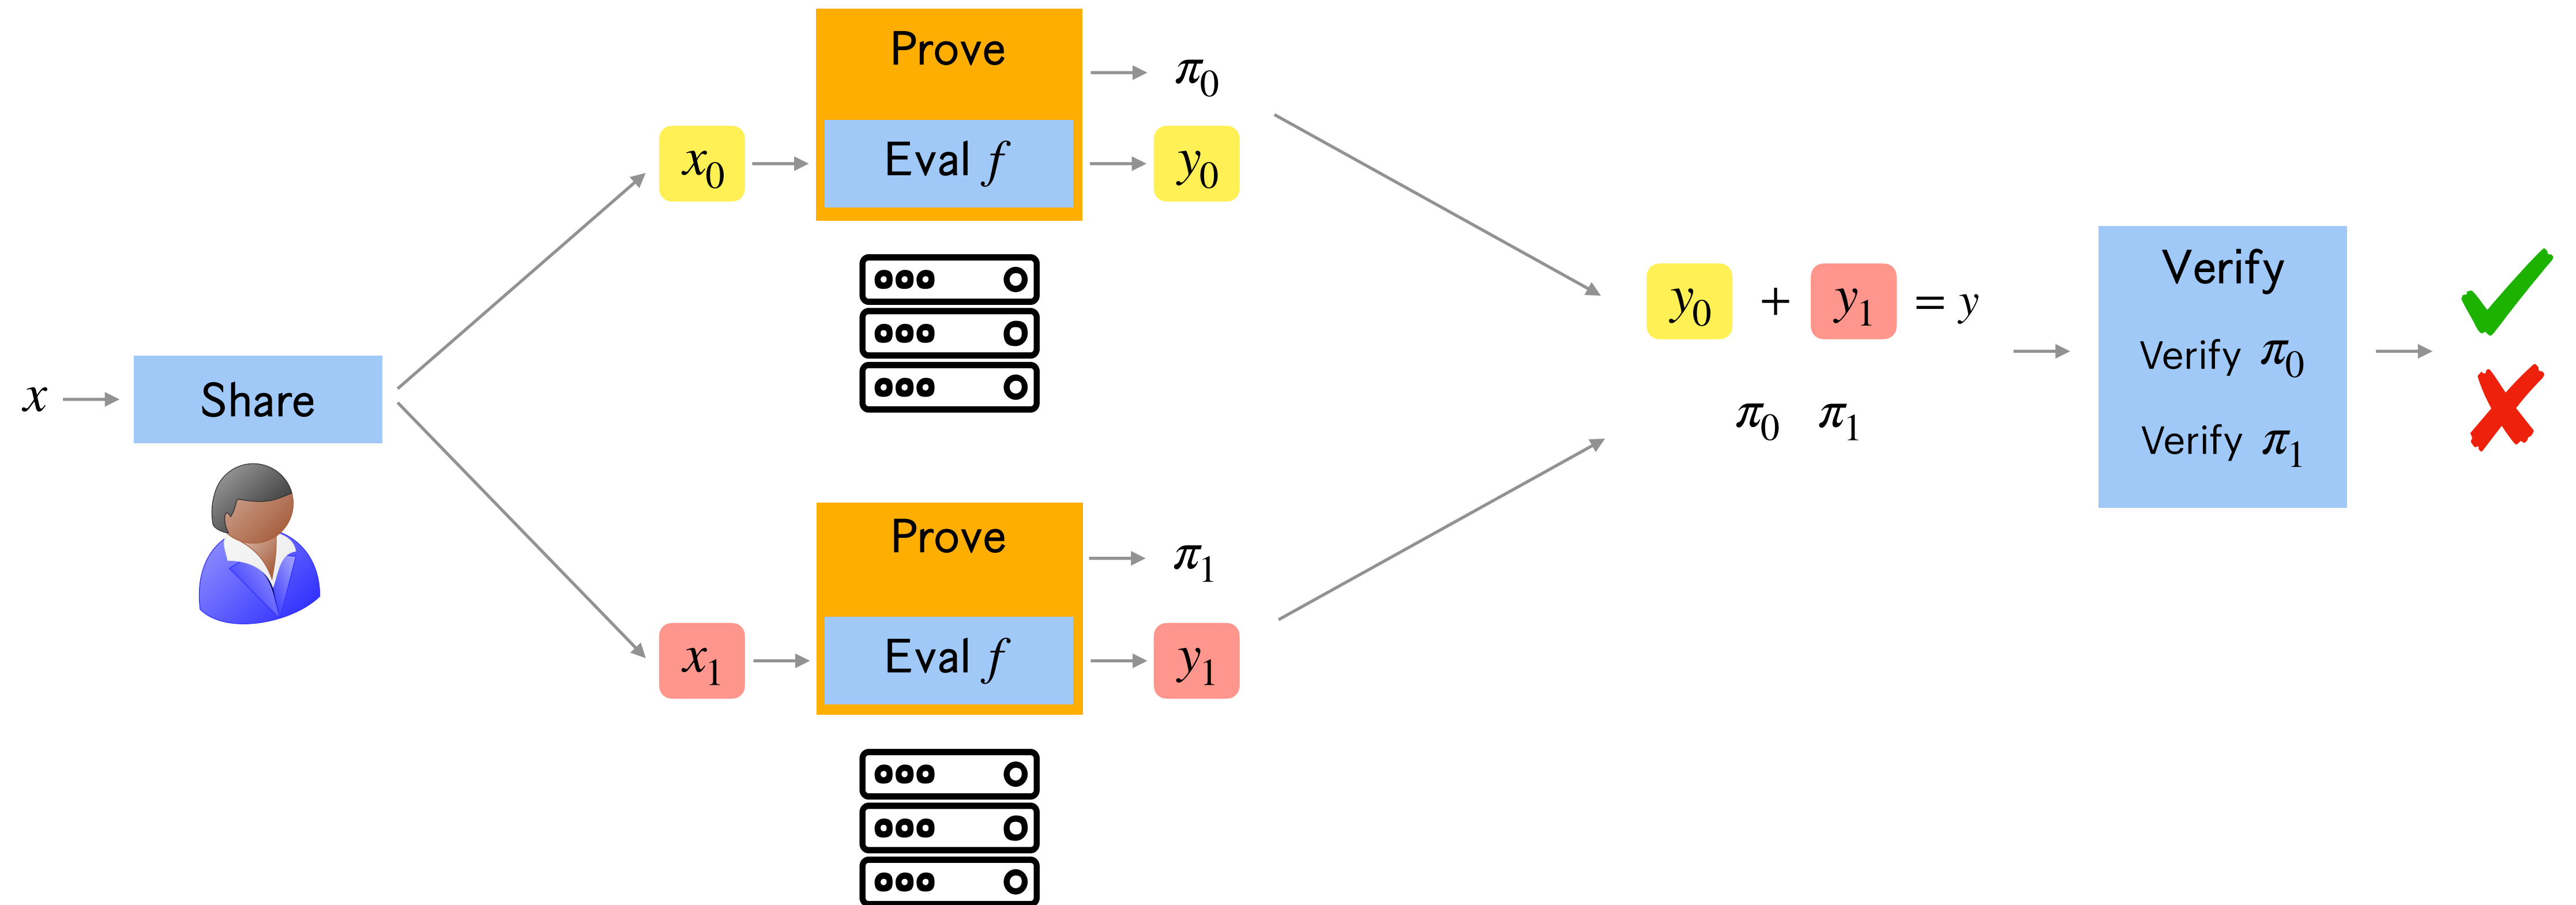 x
Share
x₀
Prove
Eval f
π₀
y₀
x₁
Prove
Eval f
π₁
y₁
y₀ + y₁ = y
π₀ π₁
Verify
Verify π₀
Verify π₁